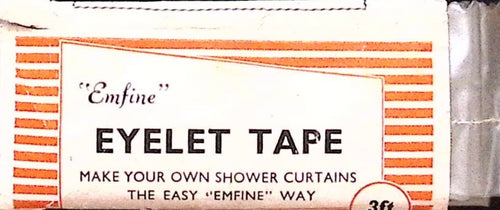 "Emfine"
EYELET TAPE
MAKE YOUR OWN SHOWER CURTAINS
THE EASY "EMFINE" WAY
3ft